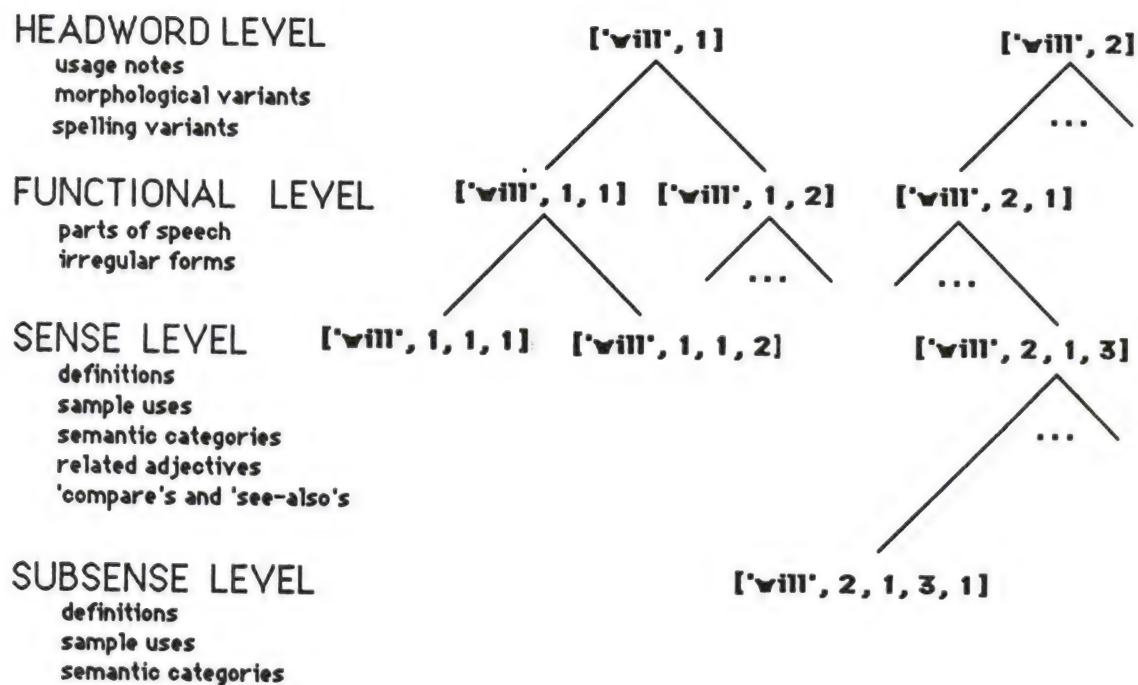 HEADWORD LEVEL
usage notes
morphological variants
spelling variants
['will', 1]
['will', 2]
...
FUNCTIONAL LEVEL
parts of speech
irregular forms
['will', 1, 1]
['will', 1, 2]
['will', 2, 1]
...
...
SENSE LEVEL
definitions
sample uses
semantic categories
related adjectives
'compare's and 'see-also's
['will', 1, 1, 1]
['will', 1, 1, 2]
['will', 2, 1, 3]
...
SUBSENSE LEVEL
definitions
sample uses
semantic categories
['will', 2, 1, 3, 1]